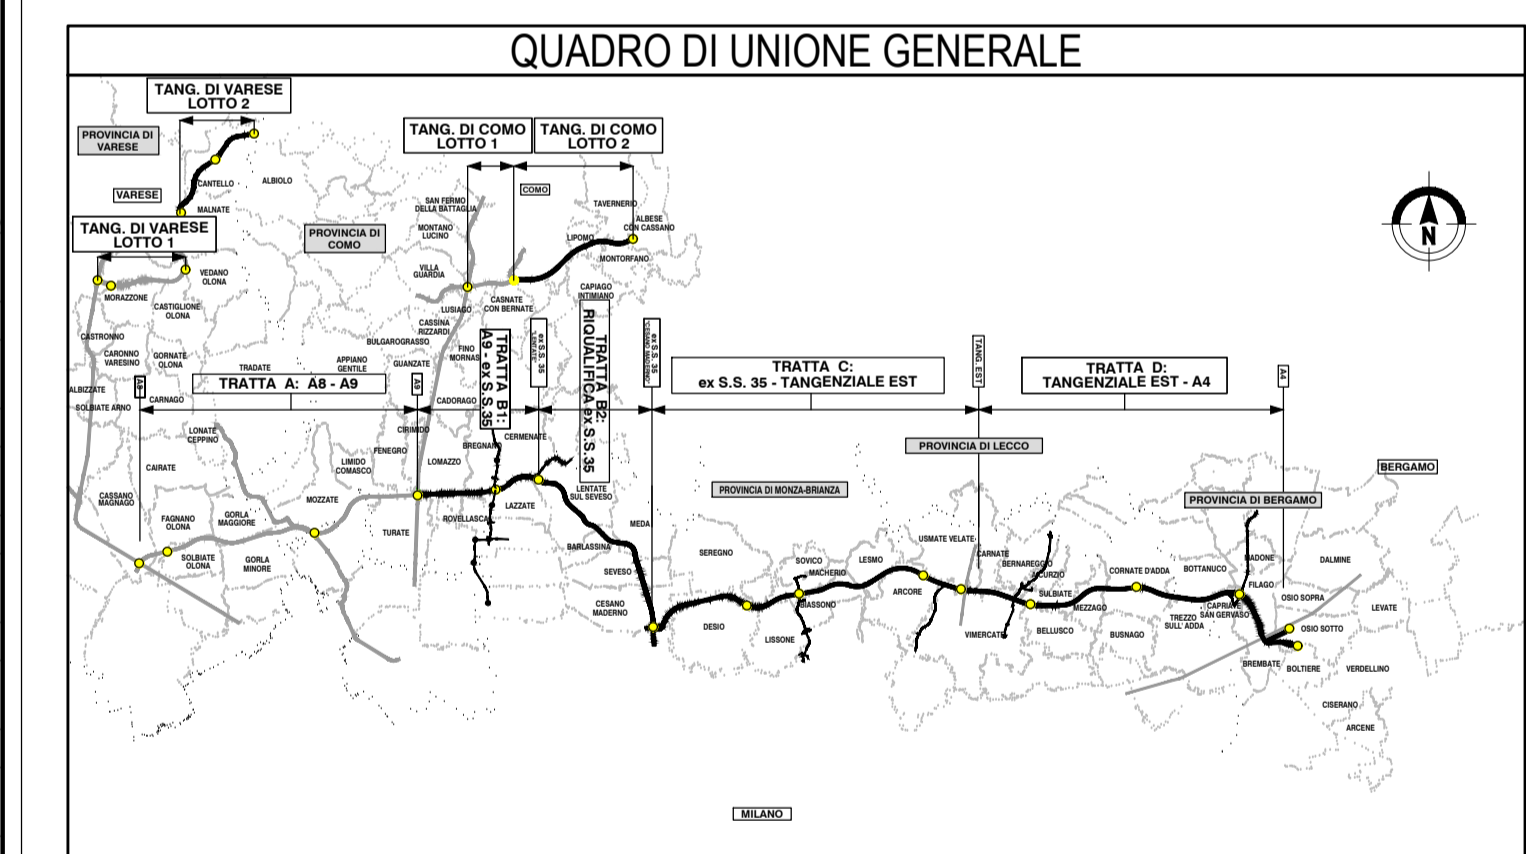 QUADRO DI UNIONE GENERALE
TANG. DI VARESE
LOTTO 2
PROVINCIA DI
VARESE
VARESE
CANTELLO
ALBIOLO
MALNATE
TANG. DI VARESE
LOTTO 1
VEDANO
OLONA
MORAZZONE
CASTIGLIONE
OLONA
PROVINCIA DI
COMO
TANG. DI COMO
LOTTO 1
TANG. DI COMO
LOTTO 2
COMO
SAN FERMO
DELLA BATTAGLIA
TAVERNERIO
MONTANO
LUCINO
ALBESE
CON CASSANO
LIPOMO
MONTORFANO
VILLA
GUARDIA
CAPIAGO
INTIMIANO
LUSIAGO
CASNATE
CON BERNATE
CASSINA
RIZZARDI
BULGAROGRASSO
FINO
MORNAS
GUANZATE
APPIANO
GENTILE
CASTRONNO
CARONNO
VARESINO
GORNATE
OLONA
TRADATE
ALBIZZATE
CARNAGO
SOLBIATE ARNO
N
A8
TRATTA A: A8 - A9
A9
TRATTA B1:
A9 - ex S.S.35
ex S.S. 35
"LENTATE"
TRATTA B2:
RIQUALIFICA ex S.S.35
ex S.S. 35
"CESANO MADERNO"
TRATTA C:
ex S.S. 35 - TANGENZIALE EST
TANG. EST
TRATTA D:
TANGENZIALE EST - A4
A4
CADORAGO
CIRIMIDO
CERMENATE
BREGNANO
LONATE
CEPPINO
FENEGRO
LOMAZZO
LIMIDO
COMASCO
CAIRATE
MOZZATE
CASSANO
MAGNAGO
FAGNANO
OLONA
GORLA
MAGGIORE
SOLBIATE
OLONA
GORLA
MINORE
TURATE
ROVELLASCA
LAZZATE
LENTATE
SUL SEVESO
MEDA
BARLASSINA
SEVESO
CESANO
MADERNO
PROVINCIA DI LECCO
PROVINCIA DI MONZA-BRIANZA
BERGAMO
PROVINCIA DI BERGAMO
SEREGNO
DESIO
SOVICO
MACHERIO
BIASSONO
LISSONE
LESMO
ARCORE
USMATE VELATE
CARNATE
BERNAREGGIO
VIMERCATE
SULBIATE
BELLUSCO
MEZZAGO
CORNATE D'ADDA
BUSNAGO
BOTTANUCO
TREZZO
SULL' ADDA
CAPRIATE
SAN GERVASO
MADONE
FILAGO
DALMINE
OSIO SOPRA
LEVATE
OSIO SOTTO
BREMBATE
BOLTIERE
VERDELLINO
CISERANO
ARCENE
MILANO